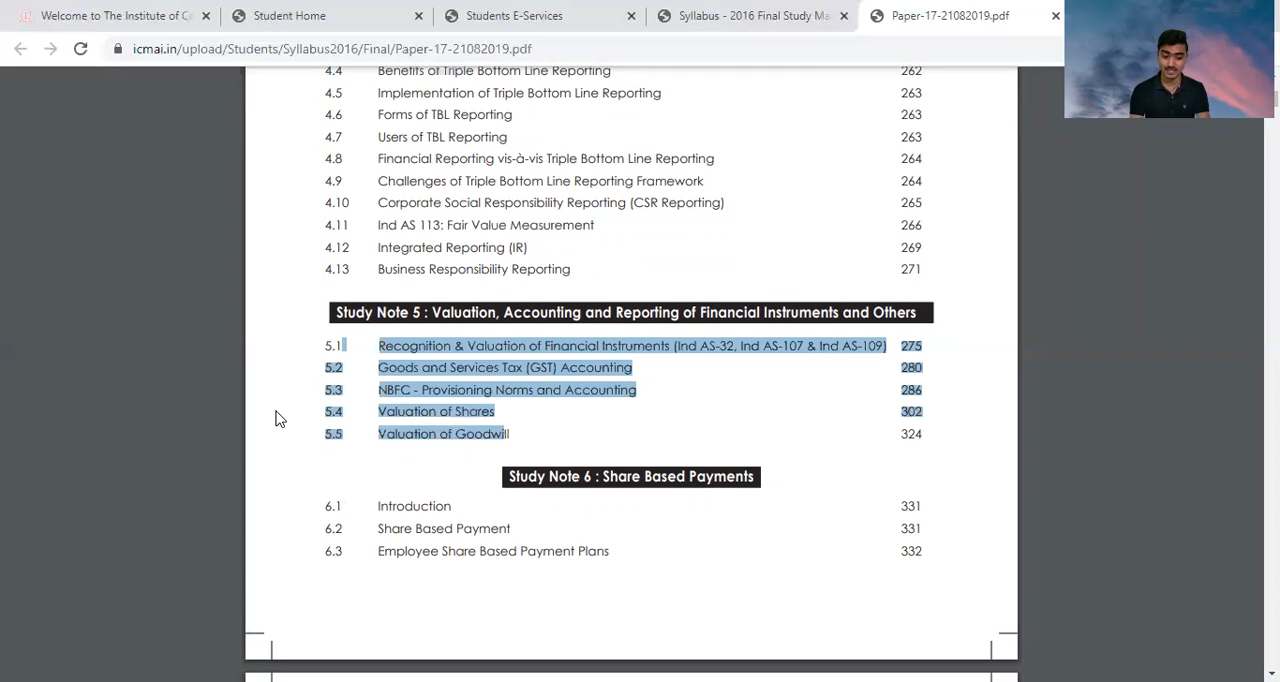 Welcome to The Institute of C
Student Home
Students E-Services
Syllabus - 2016 Final Study Ma
Paper-17-21082019.pdf
icmai.in/upload/Students/Syllabus2016/Final/Paper-17-21082019.pdf
4.4 Benefits of Triple Bottom Line Reporting 262
4.5 Implementation of Triple Bottom Line Reporting 263
4.6 Forms of TBL Reporting 263
4.7 Users of TBL Reporting 263
4.8 Financial Reporting vis-à-vis Triple Bottom Line Reporting 264
4.9 Challenges of Triple Bottom Line Reporting Framework 264
4.10 Corporate Social Responsibility Reporting (CSR Reporting) 265
4.11 Ind AS 113; Fair Value Measurement 266
4.12 Integrated Reporting (IR) 269
4.13 Business Responsibility Reporting 271
Study Note 5 : Valuation, Accounting and Reporting of Financial Instruments and Others
5.1 Recognition & Valuation of Financial Instruments (Ind AS-32, Ind AS-107 & Ind AS-109) 275
5.2 Goods and Services Tax (GST) Accounting 280
5.3 NBFC - Provisioning Norms and Accounting 286
5.4 Valuation of Shares 302
5.5 Valuation of Goodwill 324
Study Note 6 : Share Based Payments
6.1 Introduction 331
6.2 Share Based Payment 331
6.3 Employee Share Based Payment Plans 332